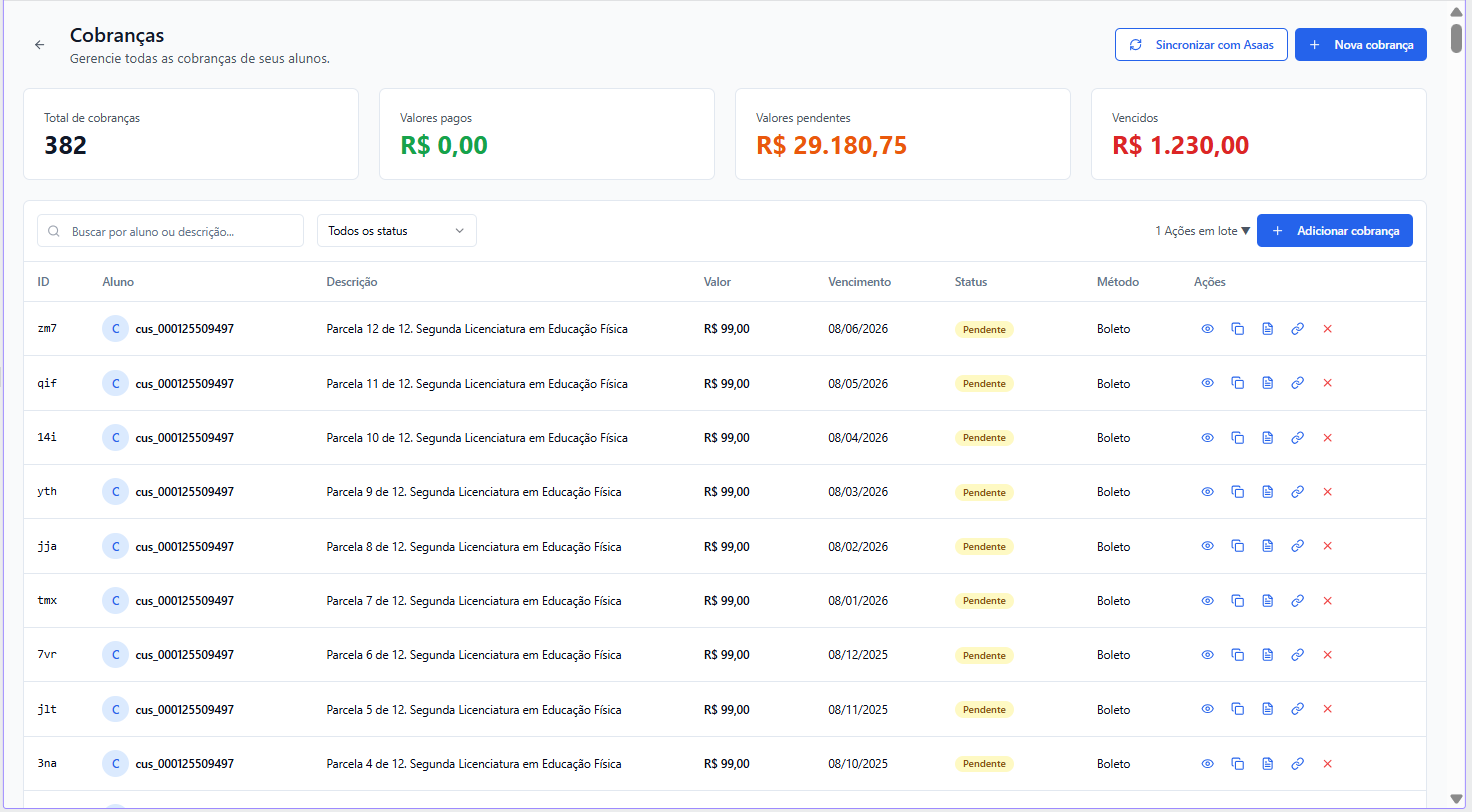 Cobranças
Gerencie todas as cobranças de seus alunos.
Sincronizar com Asaas
Nova cobrança
Total de cobranças
382
Valores pagos
R$ 0,00
Valores pendentes
R$ 29.180,75
Vencidos
R$ 1.230,00
Buscar por aluno ou descrição...
Todos os status
1 Ações em lote ▼
Adicionar cobrança
ID Aluno Descrição Valor Vencimento Status Método Ações
zm7 C cus_000125509497 Parcela 12 de 12. Segunda Licenciatura em Educação Física R$ 99,00 08/06/2026 Pendente Boleto
qif C cus_000125509497 Parcela 11 de 12. Segunda Licenciatura em Educação Física R$ 99,00 08/05/2026 Pendente Boleto
14i C cus_000125509497 Parcela 10 de 12. Segunda Licenciatura em Educação Física R$ 99,00 08/04/2026 Pendente Boleto
yth C cus_000125509497 Parcela 9 de 12. Segunda Licenciatura em Educação Física R$ 99,00 08/03/2026 Pendente Boleto
jja C cus_000125509497 Parcela 8 de 12. Segunda Licenciatura em Educação Física R$ 99,00 08/02/2026 Pendente Boleto
tmx C cus_000125509497 Parcela 7 de 12. Segunda Licenciatura em Educação Física R$ 99,00 08/01/2026 Pendente Boleto
7vr C cus_000125509497 Parcela 6 de 12. Segunda Licenciatura em Educação Física R$ 99,00 08/12/2025 Pendente Boleto
jlt C cus_000125509497 Parcela 5 de 12. Segunda Licenciatura em Educação Física R$ 99,00 08/11/2025 Pendente Boleto
3na C cus_000125509497 Parcela 4 de 12. Segunda Licenciatura em Educação Física R$ 99,00 08/10/2025 Pendente Boleto